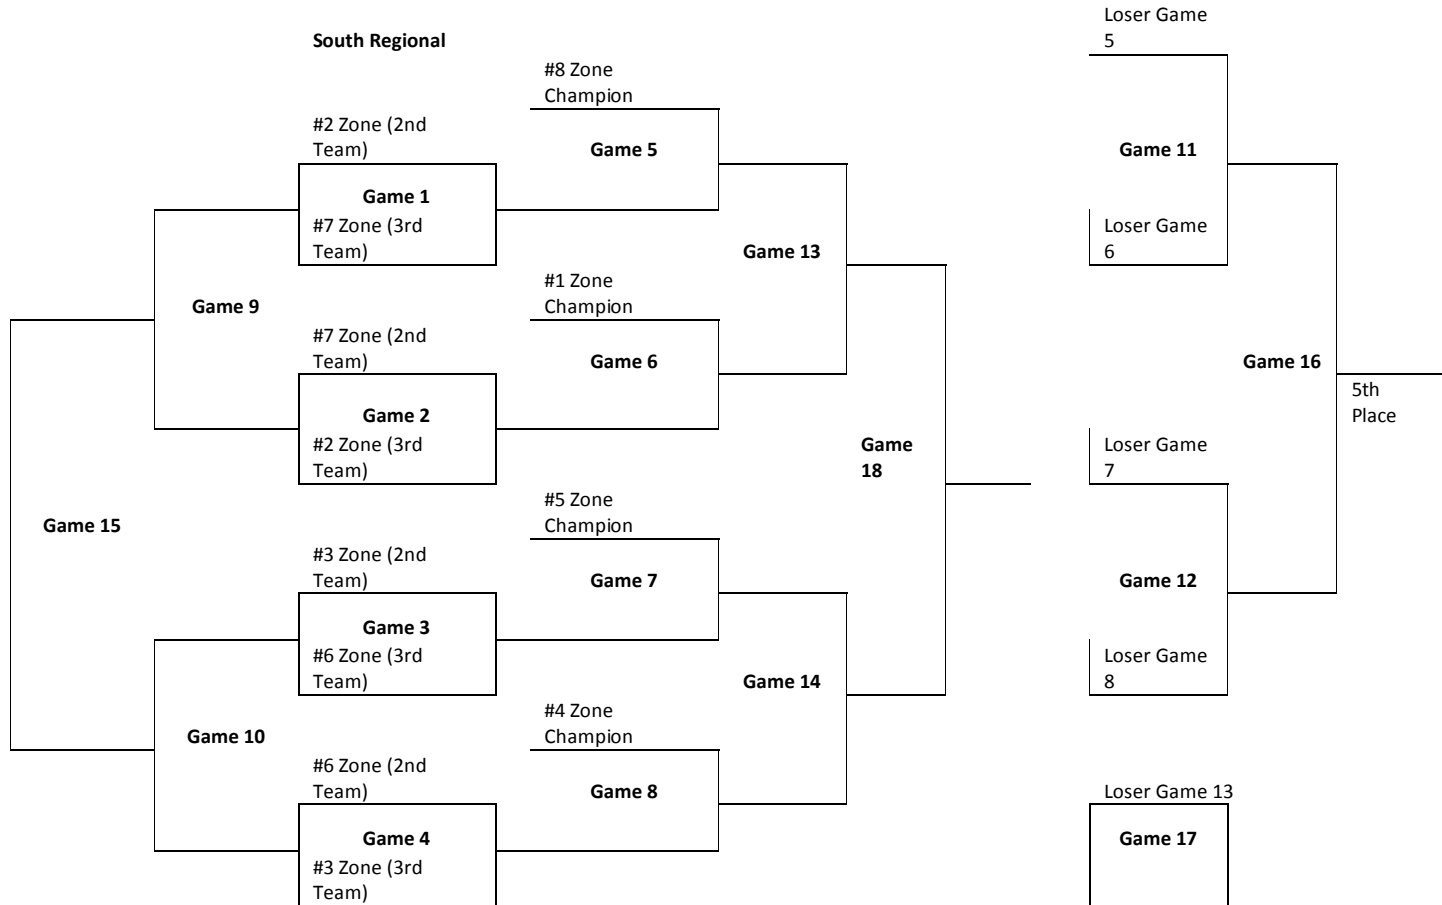 South Regional
#8 Zone
Champion
#2 Zone (2nd
Team)
Game 5
Game 1
#7 Zone (3rd
Team)
Game 13
#1 Zone
Champion
Game 9
#7 Zone (2nd
Team)
Game 6
Game 2
#2 Zone (3rd
Team)
Game
18
#5 Zone
Champion
Game 15
#3 Zone (2nd
Team)
Game 7
Game 3
#6 Zone (3rd
Team)
Game 14
#4 Zone
Champion
Game 10
#6 Zone (2nd
Team)
Game 8
Game 4
#3 Zone (3rd
Team)
Loser Game
5
Game 11
Loser Game
6
Game 16
5th
Place
Loser Game
7
Game 12
Loser Game
8
Loser Game 13
Game 17